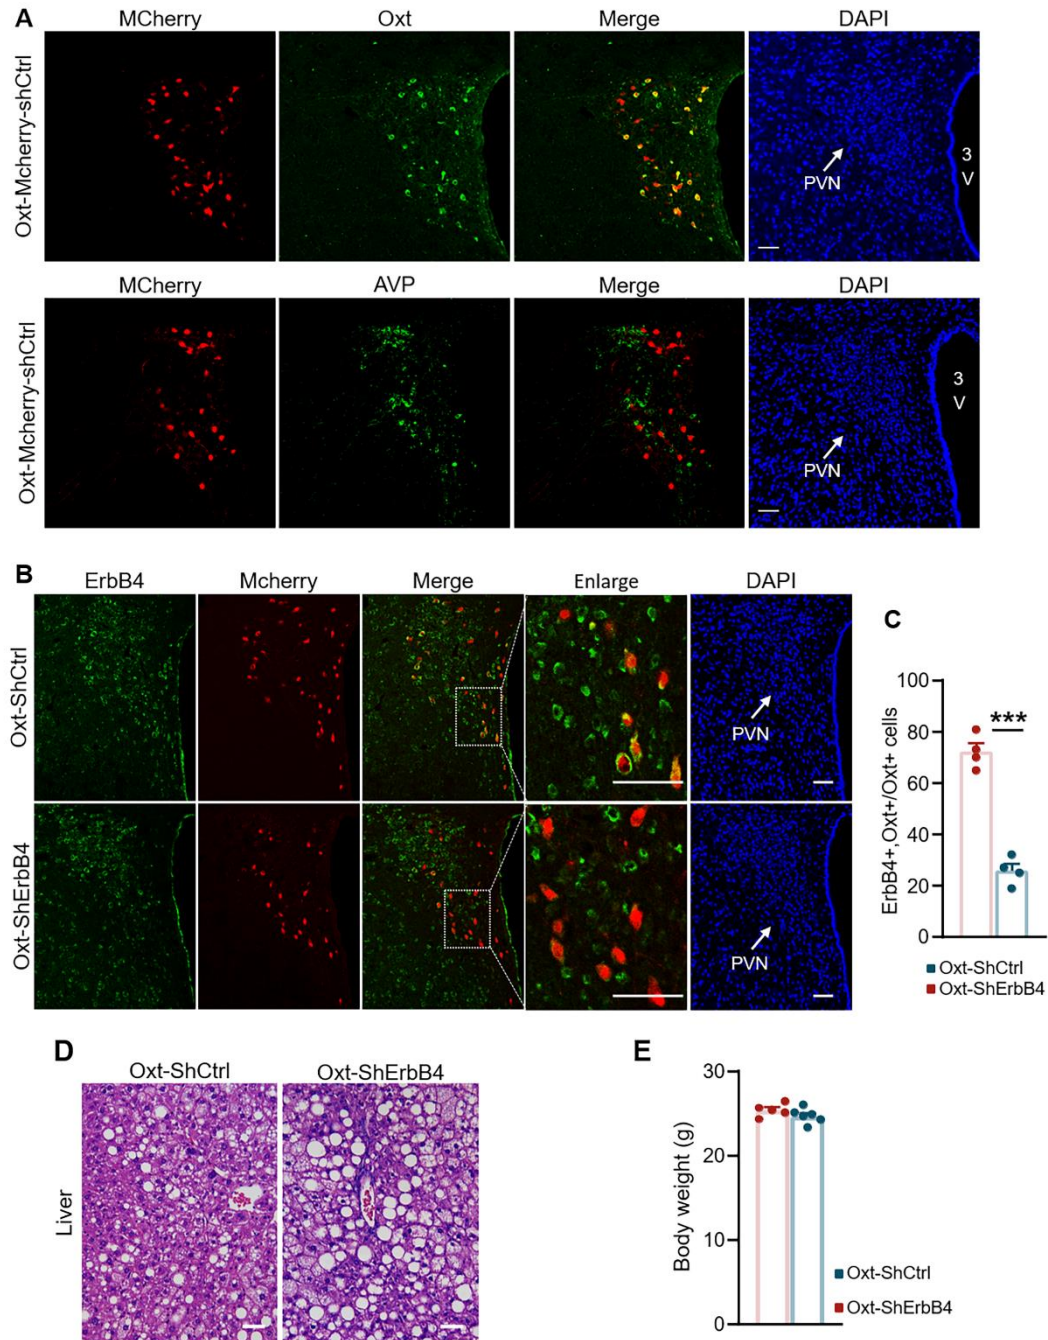 A
MCherry Oxt Merge DAPI
Oxt-Mcherry-shCtrl
PVN
3
V
MCherry AVP Merge DAPI
Oxt-Mcherry-shCtrl
PVN
3
V
B
ErbB4 Mcherry Merge Enlarge DAPI
Oxt-ShCtrl
PVN
Oxt-ShErbB4
PVN
C
ErbB4+,Oxt+/Oxt+ cells
100
80
60
40
20
0
***
Oxt-ShCtrl
Oxt-ShErbB4
D
Oxt-ShCtrl Oxt-ShErbB4
Liver
E
Body weight (g)
30
20
10
0
Oxt-ShCtrl
Oxt-ShErbB4